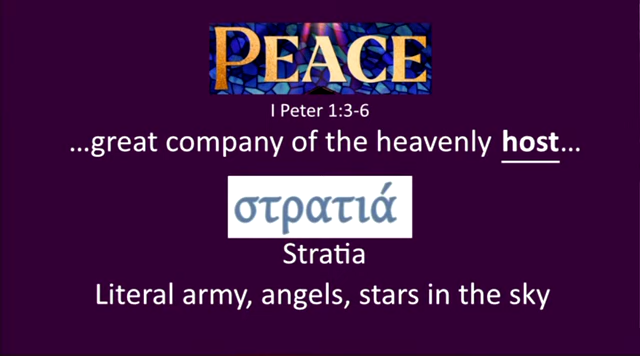 PEACE
I Peter 1:3-6
...great company of the heavenly host...
στρατιά
Stratia
Literal army, angels, stars in the sky